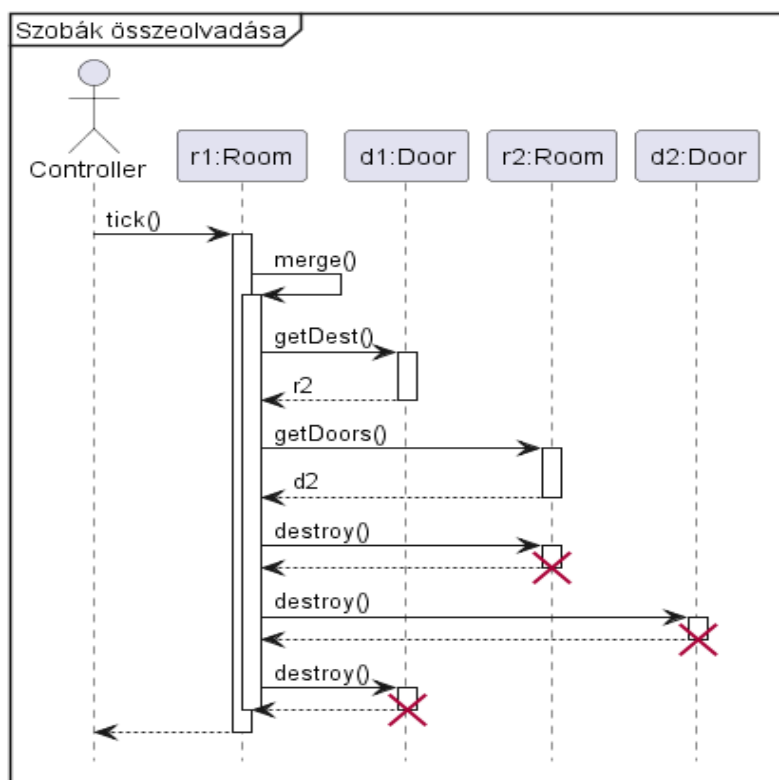 Szobák összeolvadása
Controller
r1:Room
d1:Door
r2:Room
d2:Door
tick()
merge()
getDest()
r2
getDoors()
d2
destroy()
destroy()
destroy()